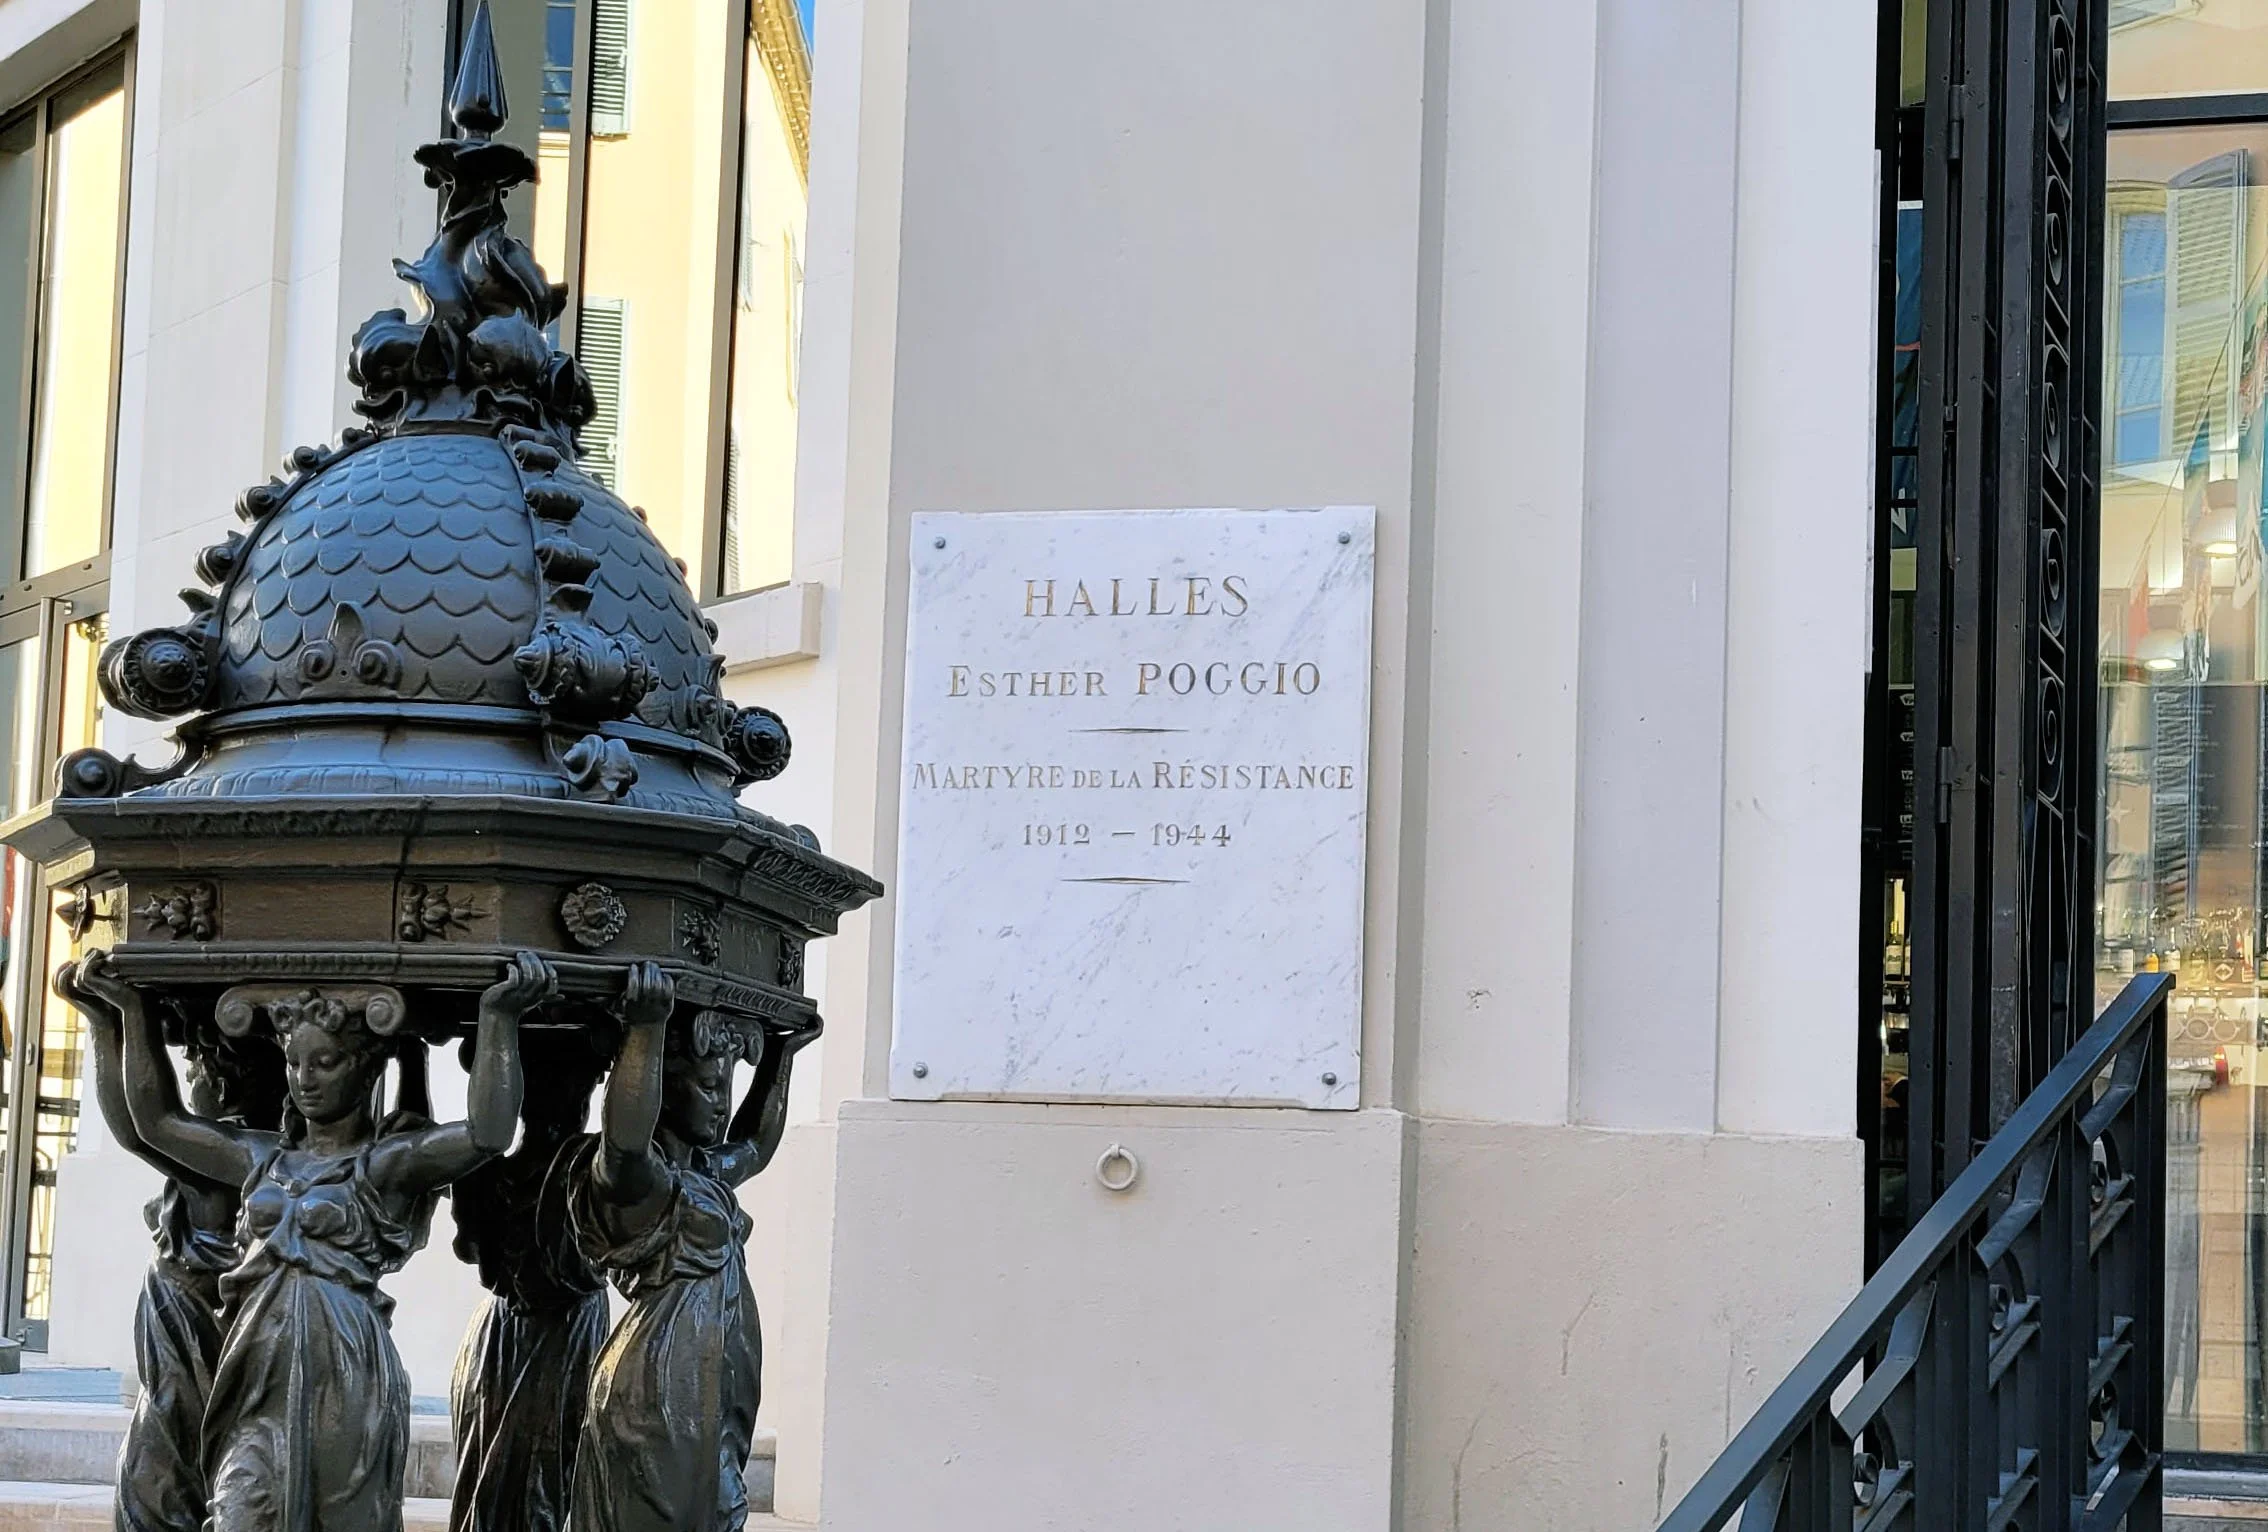 HALLES
ESTHER POGGIO
MARTYRE DE LA RÉSISTANCE
1912 – 1944